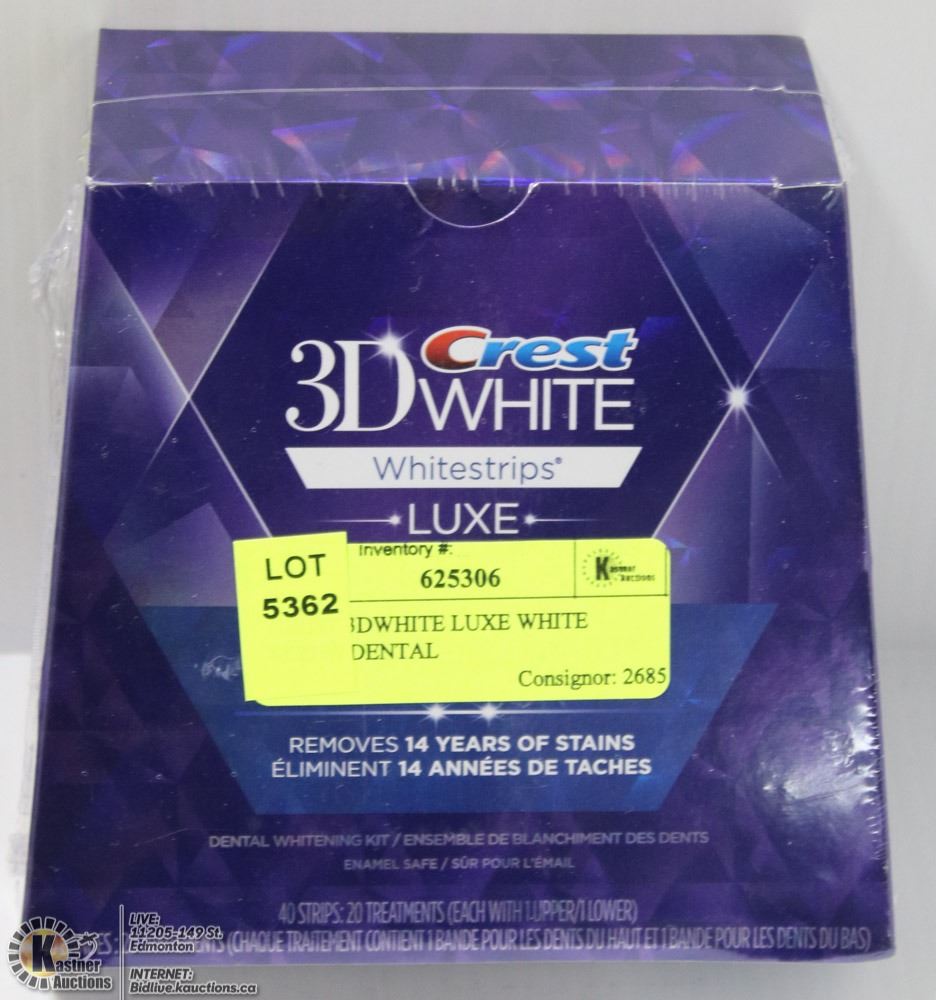 Crest
3D WHITE
Whitestrips®
LUXE
Inventory #:
LOT
5362
625306
Kastner
Auctions
3DWHITE LUXE WHITE
DENTAL
Consignor: 2685
REMOVES 14 YEARS OF STAINS
ÉLIMINENT 14 ANNÉES DE TACHES
DENTAL WHITENING KIT / ENSEMBLE DE BLANCHIMENT DES DENTS
ENAMEL SAFE / SÛR POUR L'ÉMAIL
40 STRIPS: 20 TREATMENTS (EACH WITH 1 UPPER/1 LOWER)
(CHAQUE TRAITEMENT CONTIENT 1 BANDE POUR LES DENTS DU HAUT ET 1 BANDE POUR LES DENTS DU BAS)
Kastner
Auctions
LIVE:
11205-149 St.
Edmonton
INTERNET:
Bidlive.kauctions.ca